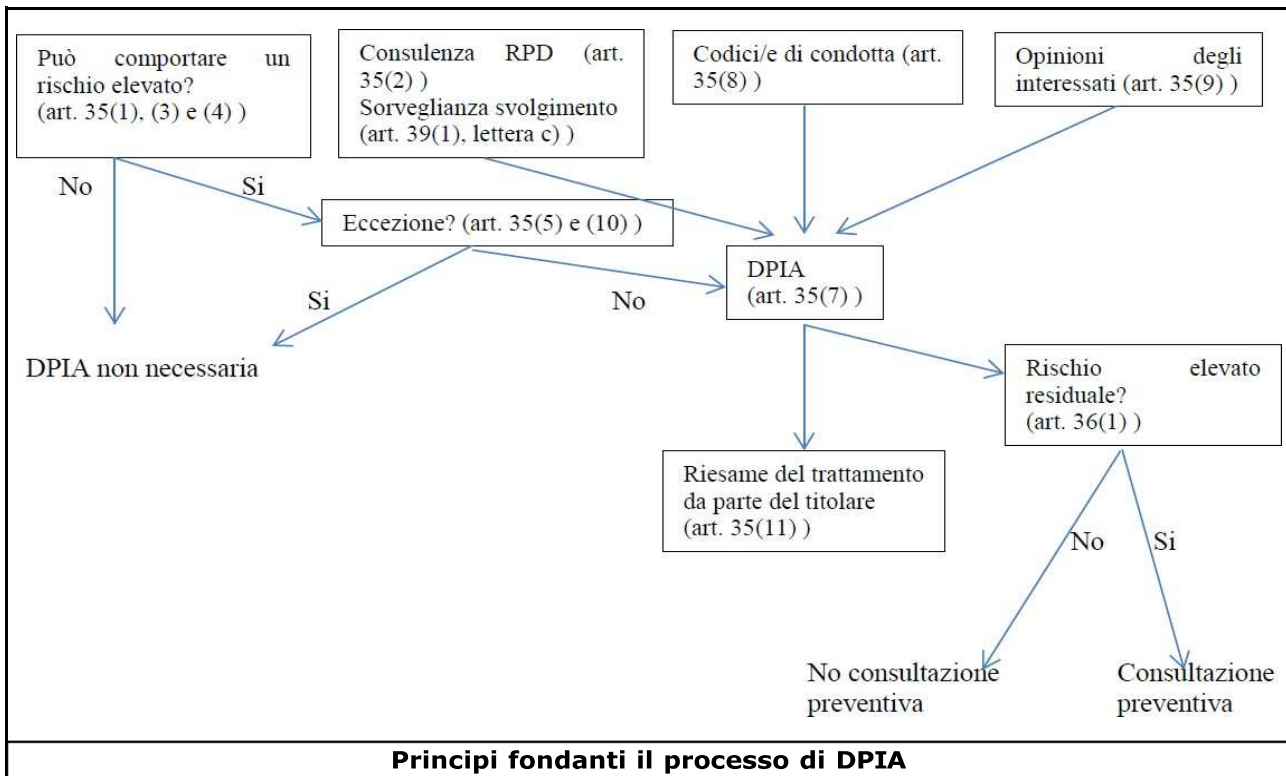 Può comportare un
rischio elevato?
(art. 35(1), (3) e (4) )
Consulenza RPD (art.
35(2) )
Sorveglianza svolgimento
(art. 39(1), lettera c) )
Codici/e di condotta (art.
35(8) )
Opinioni degli
interessati (art. 35(9) )
No
Si
Eccezione? (art. 35(5) e (10) )
Si
No
DPIA
(art. 35(7) )
DPIA non necessaria
Rischio elevato
residuale?
(art. 36(1) )
Riesame del trattamento
da parte del titolare
(art. 35(11) )
No
Si
No consultazione
preventiva
Consultazione
preventiva
Principi fondanti il processo di DPIA